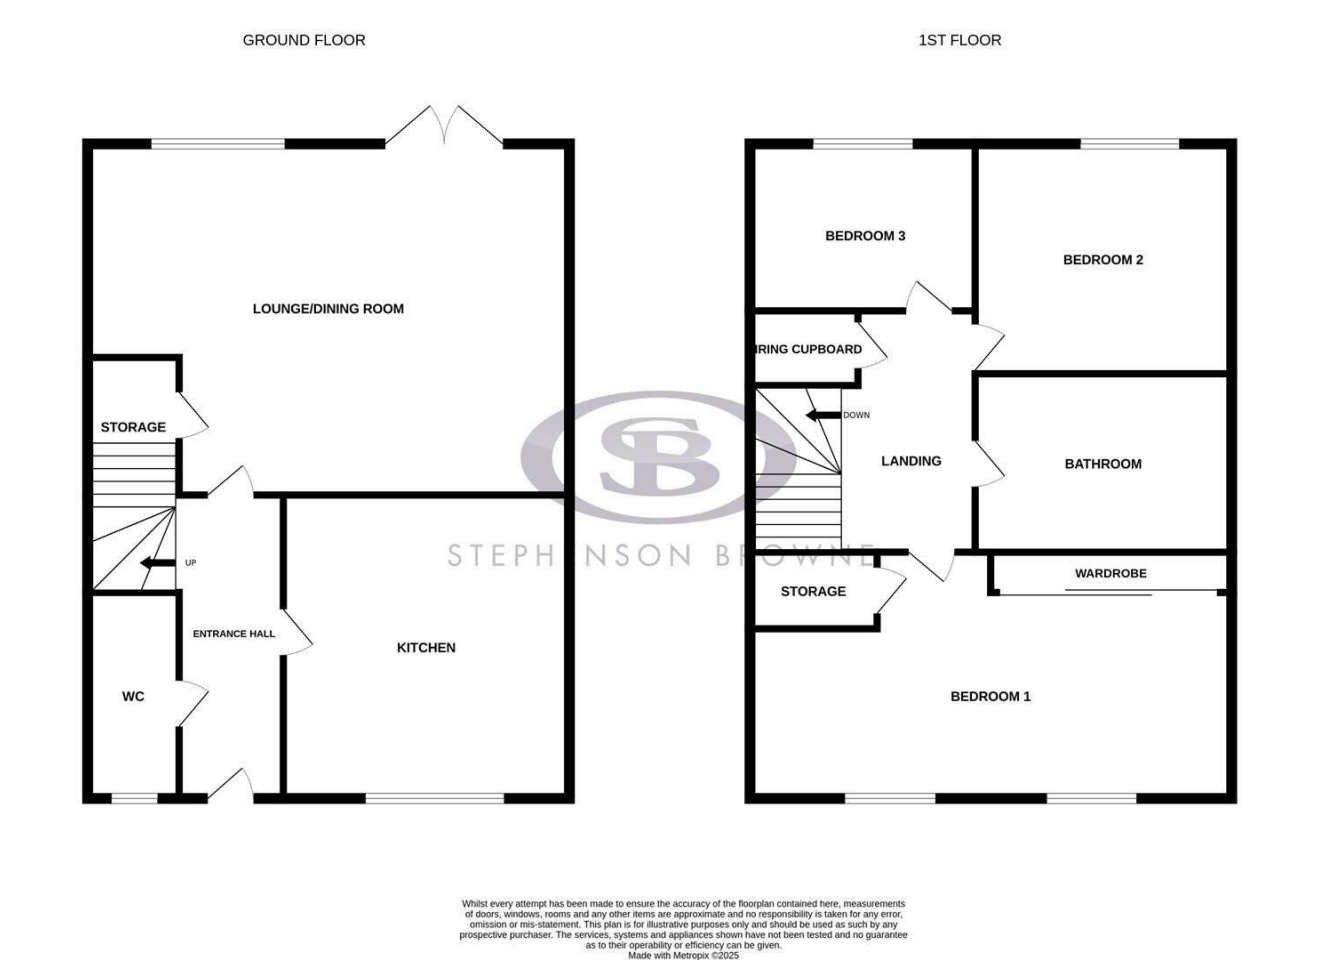 GROUND FLOOR
1ST FLOOR
LOUNGE/DINING ROOM
STORAGE
UP
ENTRANCE HALL
KITCHEN
WC
BEDROOM 3
BEDROOM 2
IRING CUPBOARD
DOWN
LANDING
BATHROOM
STORAGE
WARDROBE
BEDROOM 1
SB
STEPHENSON BROWNE
Whilst every attempt has been made to ensure the accuracy of the floorplan contained here, measurements
of doors, windows, rooms and any other items are approximate and no responsibility is taken for any error,
omission or mis-statement. This plan is for illustrative purposes only and should be used as such by any
prospective purchaser. The services, systems and appliances shown have not been tested and no guarantee
as to their operability or efficiency can be given.
Made with Metropix ©2025